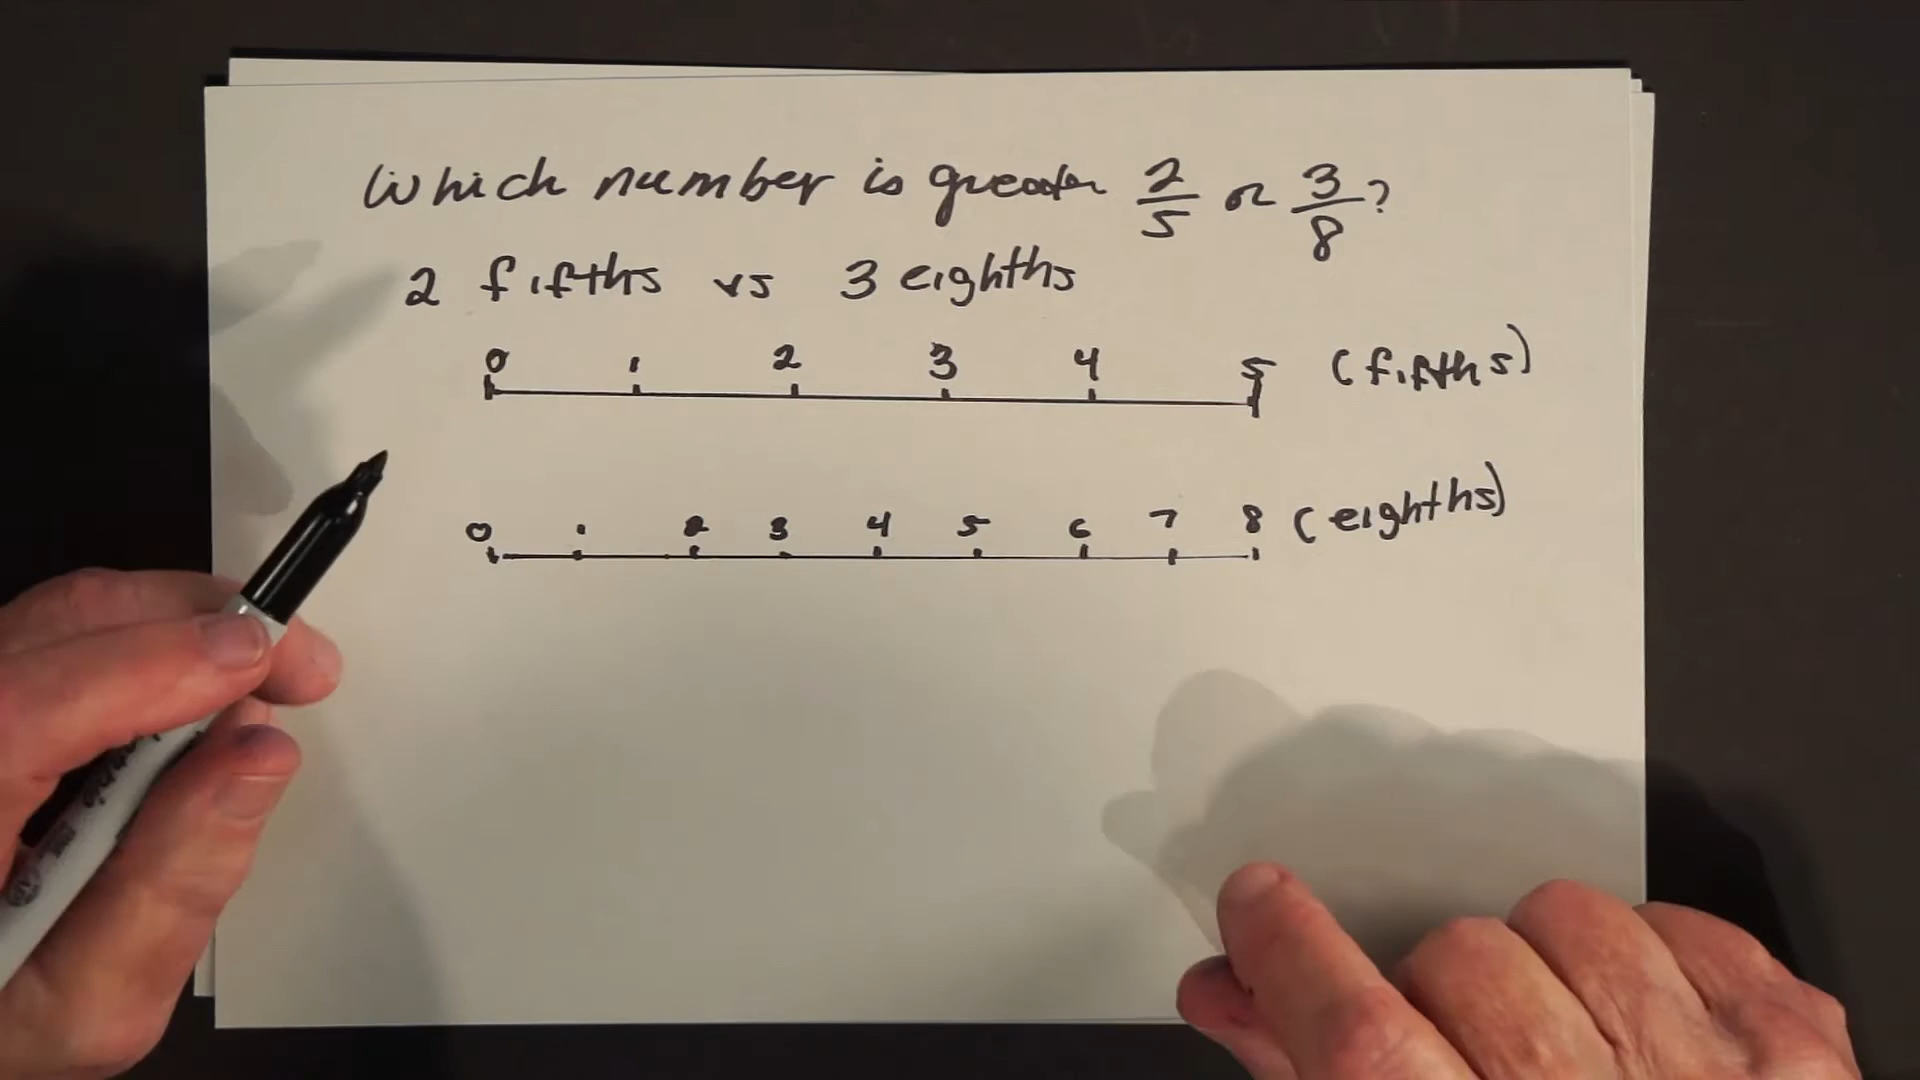 Which number is greater 2/5 or 3/8?
2 fifths vs 3 eighths
0 1 2 3 4 5 (fifths)
0 1 2 3 4 5 6 7 8 (eighths)